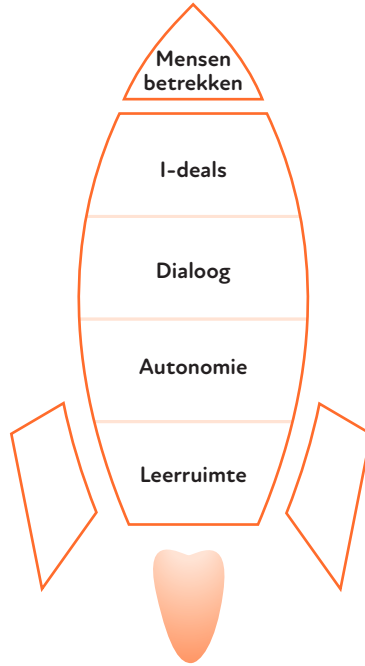 Mensen
betrekken
I-deals
Dialoog
Autonomie
Leerruimte